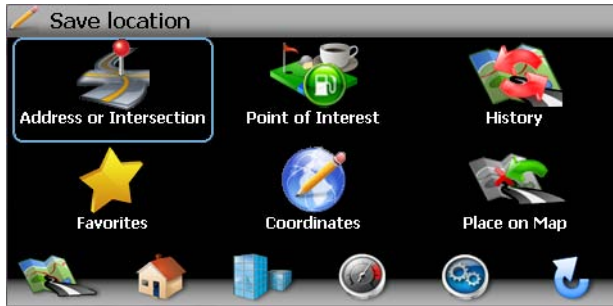 Save location
Address or Intersection
Point of Interest
History
Favorites
Coordinates
Place on Map